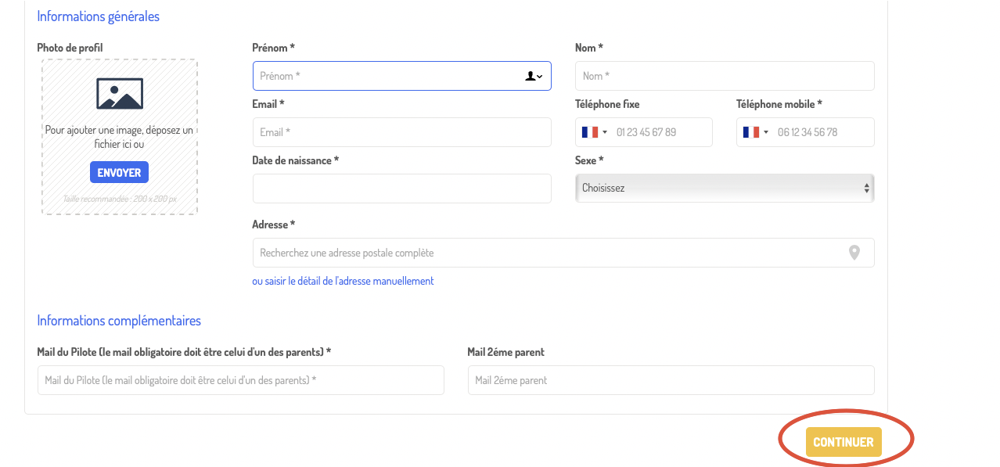 Informations générales
Photo de profil
Pour ajouter une image, déposez un
fichier ici ou
ENVOYER
Taille recommandée : 200 x 200 px
Prénom *
Prénom *
Nom *
Nom *
Email *
Email *
Téléphone fixe
01 23 45 67 89
Téléphone mobile *
06 12 34 56 78
Date de naissance *
Sexe *
Choisissez
Adresse *
Recherchez une adresse postale complète
ou saisir le détail de l'adresse manuellement
Informations complémentaires
Mail du Pilote (le mail obligatoire doit être celui d'un des parents) *
Mail du Pilote (le mail obligatoire doit être celui d'un des parents) *
Mail 2éme parent
Mail 2éme parent
CONTINUER